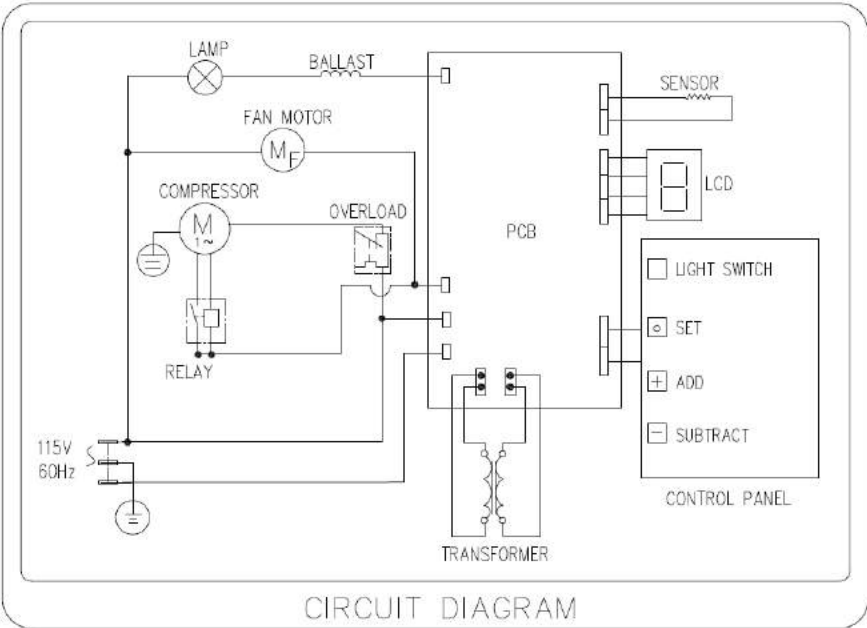 LAMP
BALLAST
SENSOR
FAN MOTOR
MF
LCD
COMPRESSOR
M
1~
OVERLOAD
PCB
LIGHT SWITCH
SET
+ ADD
- SUBTRACT
RELAY
115V
60Hz
CONTROL PANEL
TRANSFORMER
CIRCUIT DIAGRAM